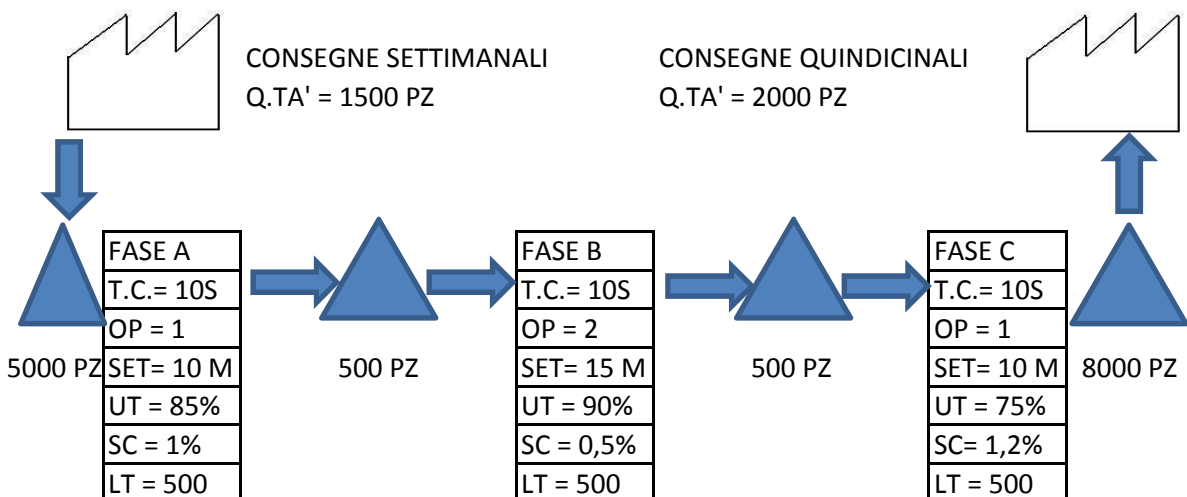 CONSEGNE SETTIMANALI
Q.TA' = 1500 PZ
CONSEGNE QUINDICINALI
Q.TA' = 2000 PZ
5000 PZ
FASE A
T.C.= 10S
OP = 1
SET= 10 M
UT = 85%
SC = 1%
LT = 500
500 PZ
FASE B
T.C.= 10S
OP = 2
SET= 15 M
UT = 90%
SC = 0,5%
LT = 500
500 PZ
FASE C
T.C.= 10S
OP = 1
SET= 10 M
UT = 75%
SC= 1,2%
LT = 500
8000 PZ